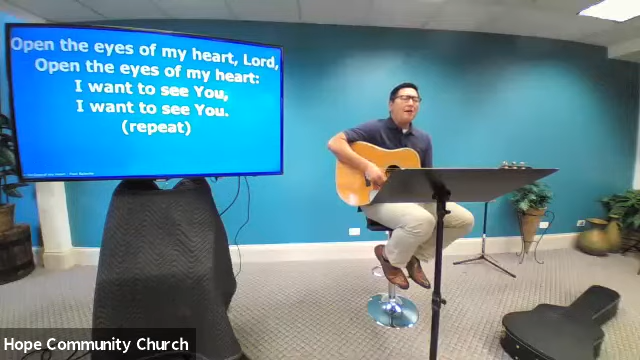 Open the eyes of my heart, Lord,
Open the eyes of my heart:
I want to see You,
I want to see You.
(repeat)
Hope Community Church